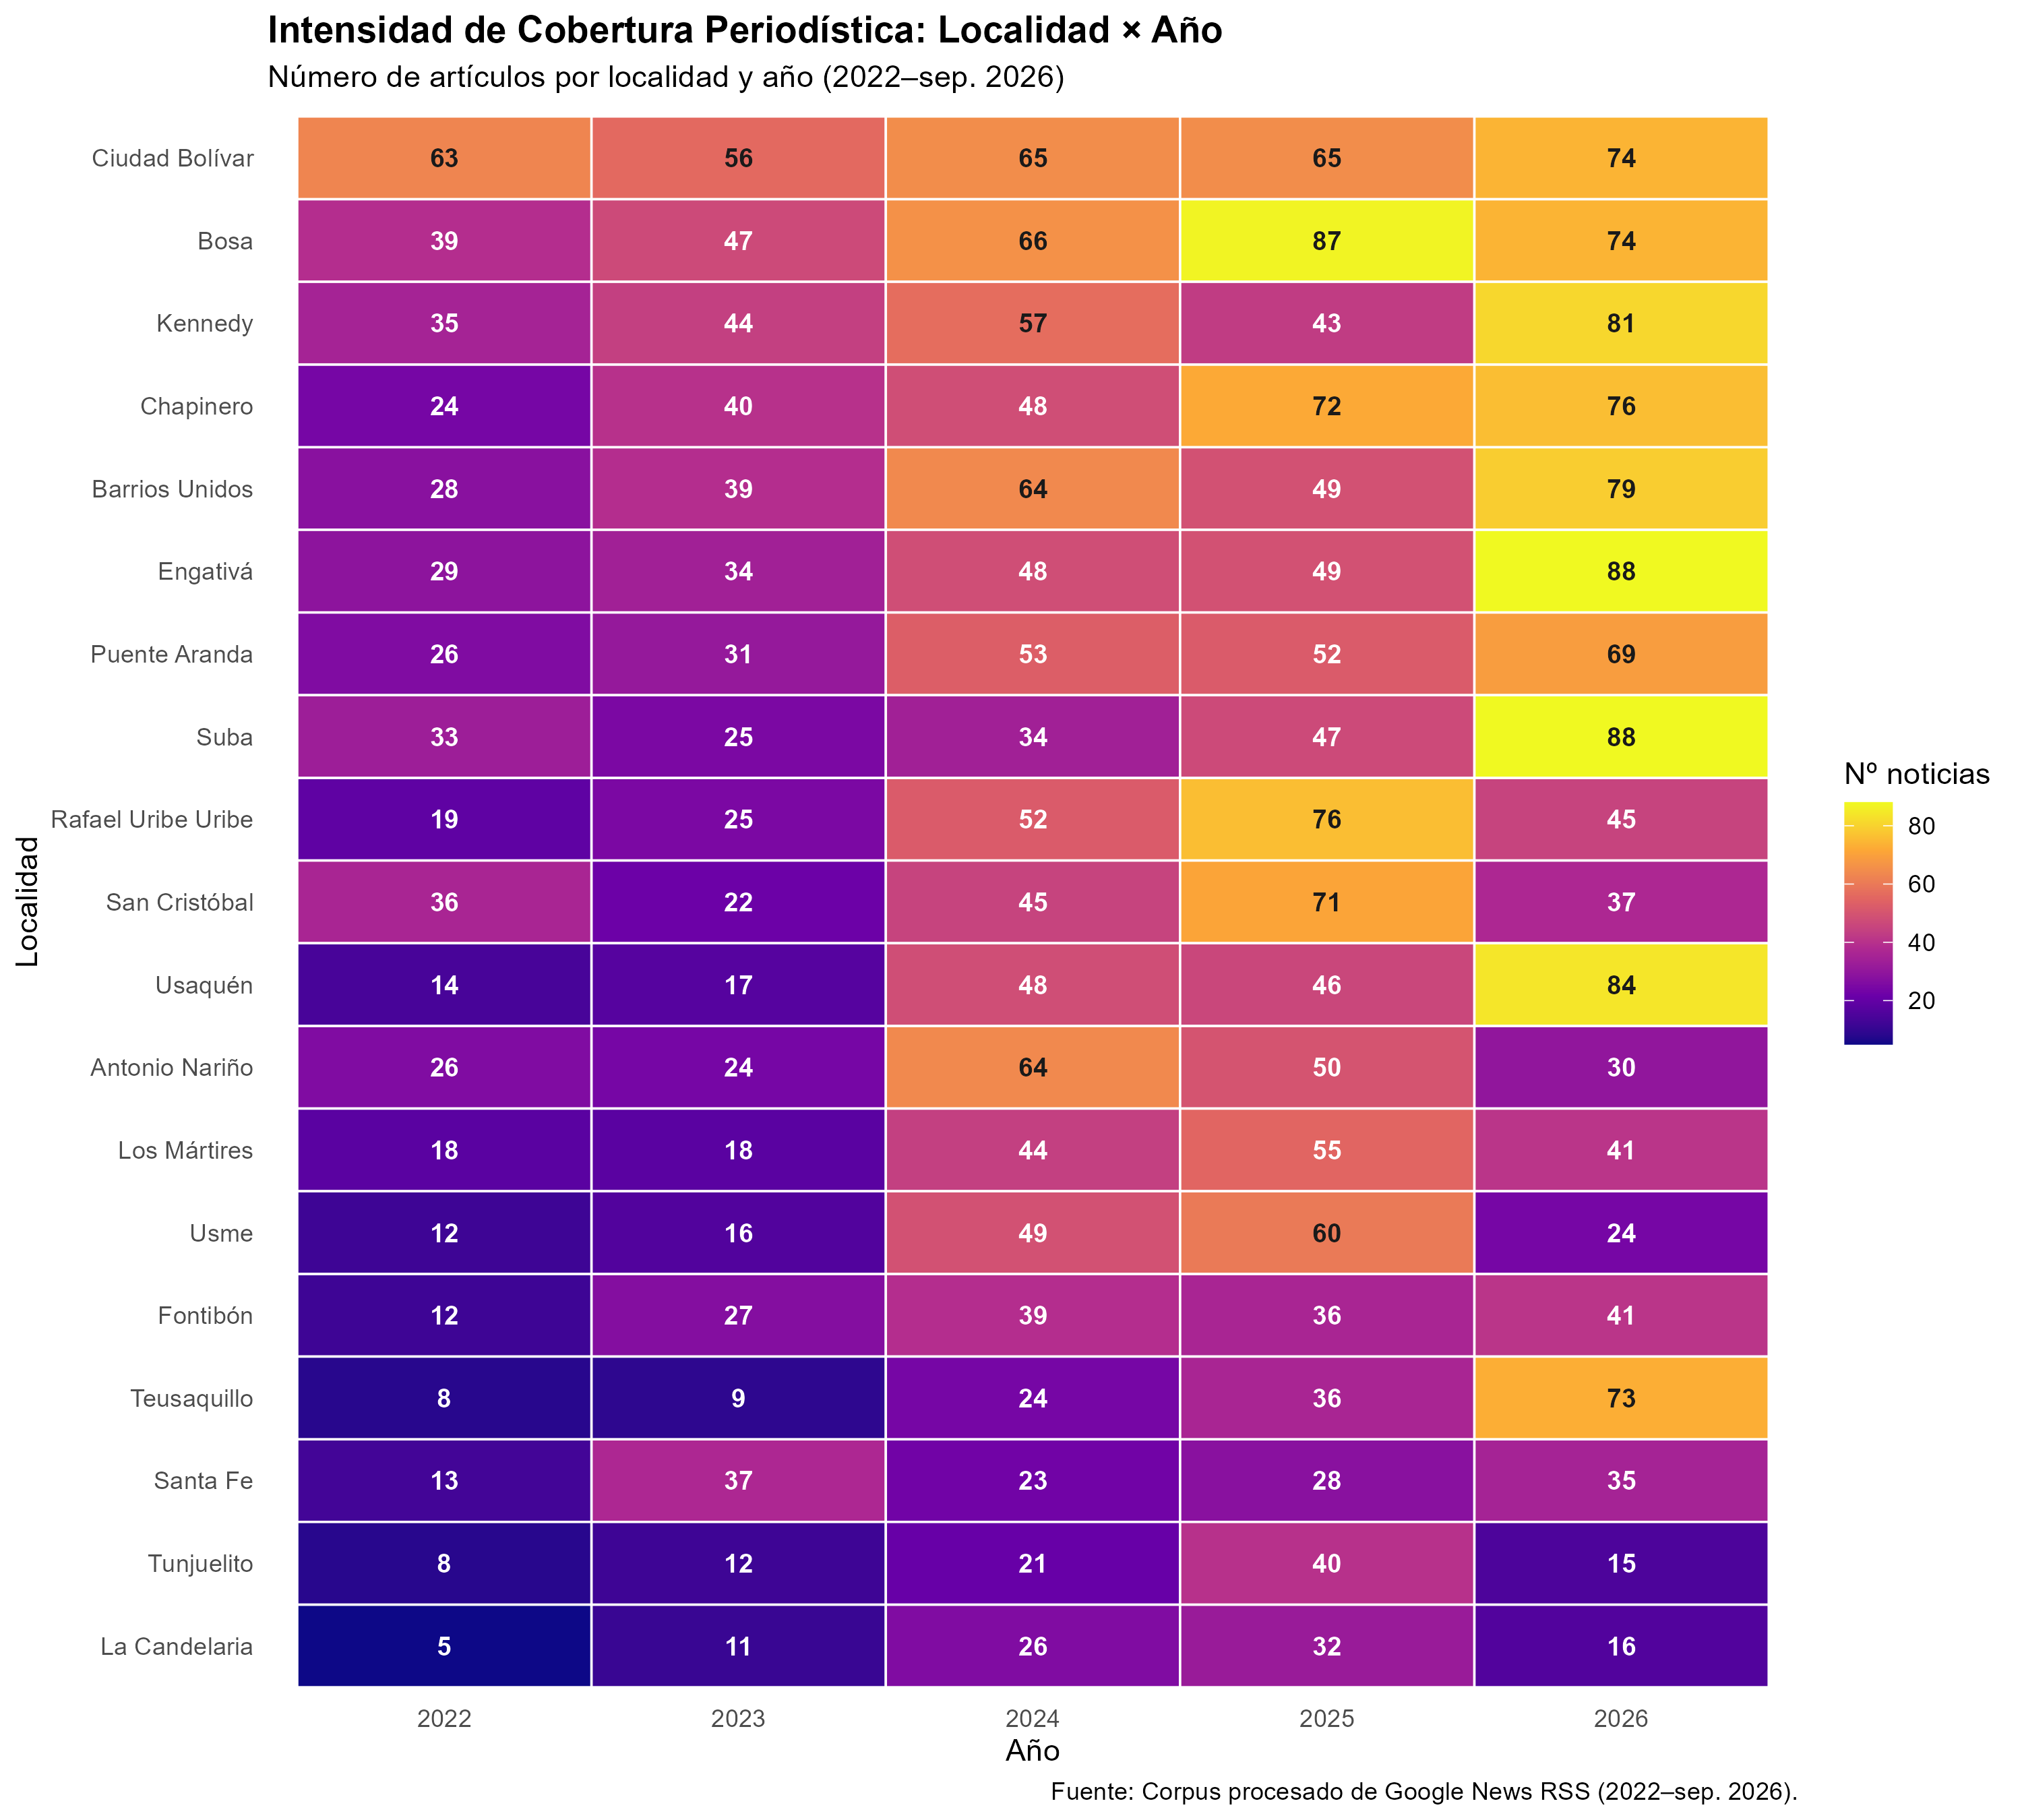 Intensidad de Cobertura Periodística: Localidad × Año
Número de artículos por localidad y año (2022–sep. 2026)
Localidad
Ciudad Bolívar 63 56 65 65 74
Bosa 39 47 66 87 74
Kennedy 35 44 57 43 81
Chapinero 24 40 48 72 76
Barrios Unidos 28 39 64 49 79
Engativá 29 34 48 49 88
Puente Aranda 26 31 53 52 69
Suba 33 25 34 47 88
Rafael Uribe Uribe 19 25 52 76 45
San Cristóbal 36 22 45 71 37
Usaquén 14 17 48 46 84
Antonio Nariño 26 24 64 50 30
Los Mártires 18 18 44 55 41
Usme 12 16 49 60 24
Fontibón 12 27 39 36 41
Teusaquillo 8 9 24 36 73
Santa Fe 13 37 23 28 35
Tunjuelito 8 12 21 40 15
La Candelaria 5 11 26 32 16
2022 2023 2024 2025 2026
Año
Nº noticias
80
60
40
20
Fuente: Corpus procesado de Google News RSS (2022–sep. 2026).